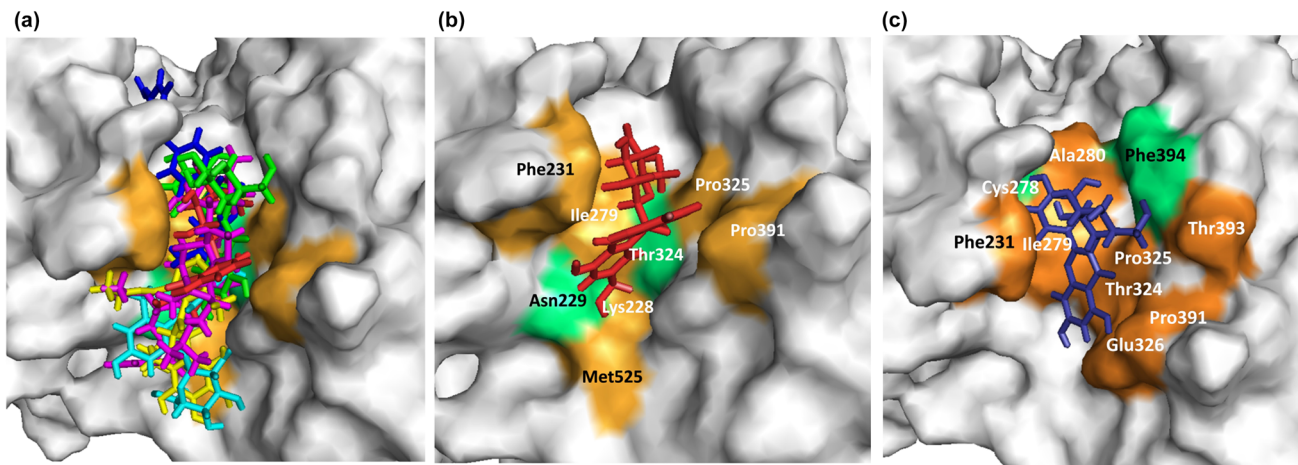 (a)
(b)
(c)
Phe231
Pro325
Ile279
Pro391
Thr324
Asn229
Lys228
Met525
Ala280
Phe394
Cys278
Thr393
Phe231
Ile279
Pro325
Thr324
Pro391
Glu326